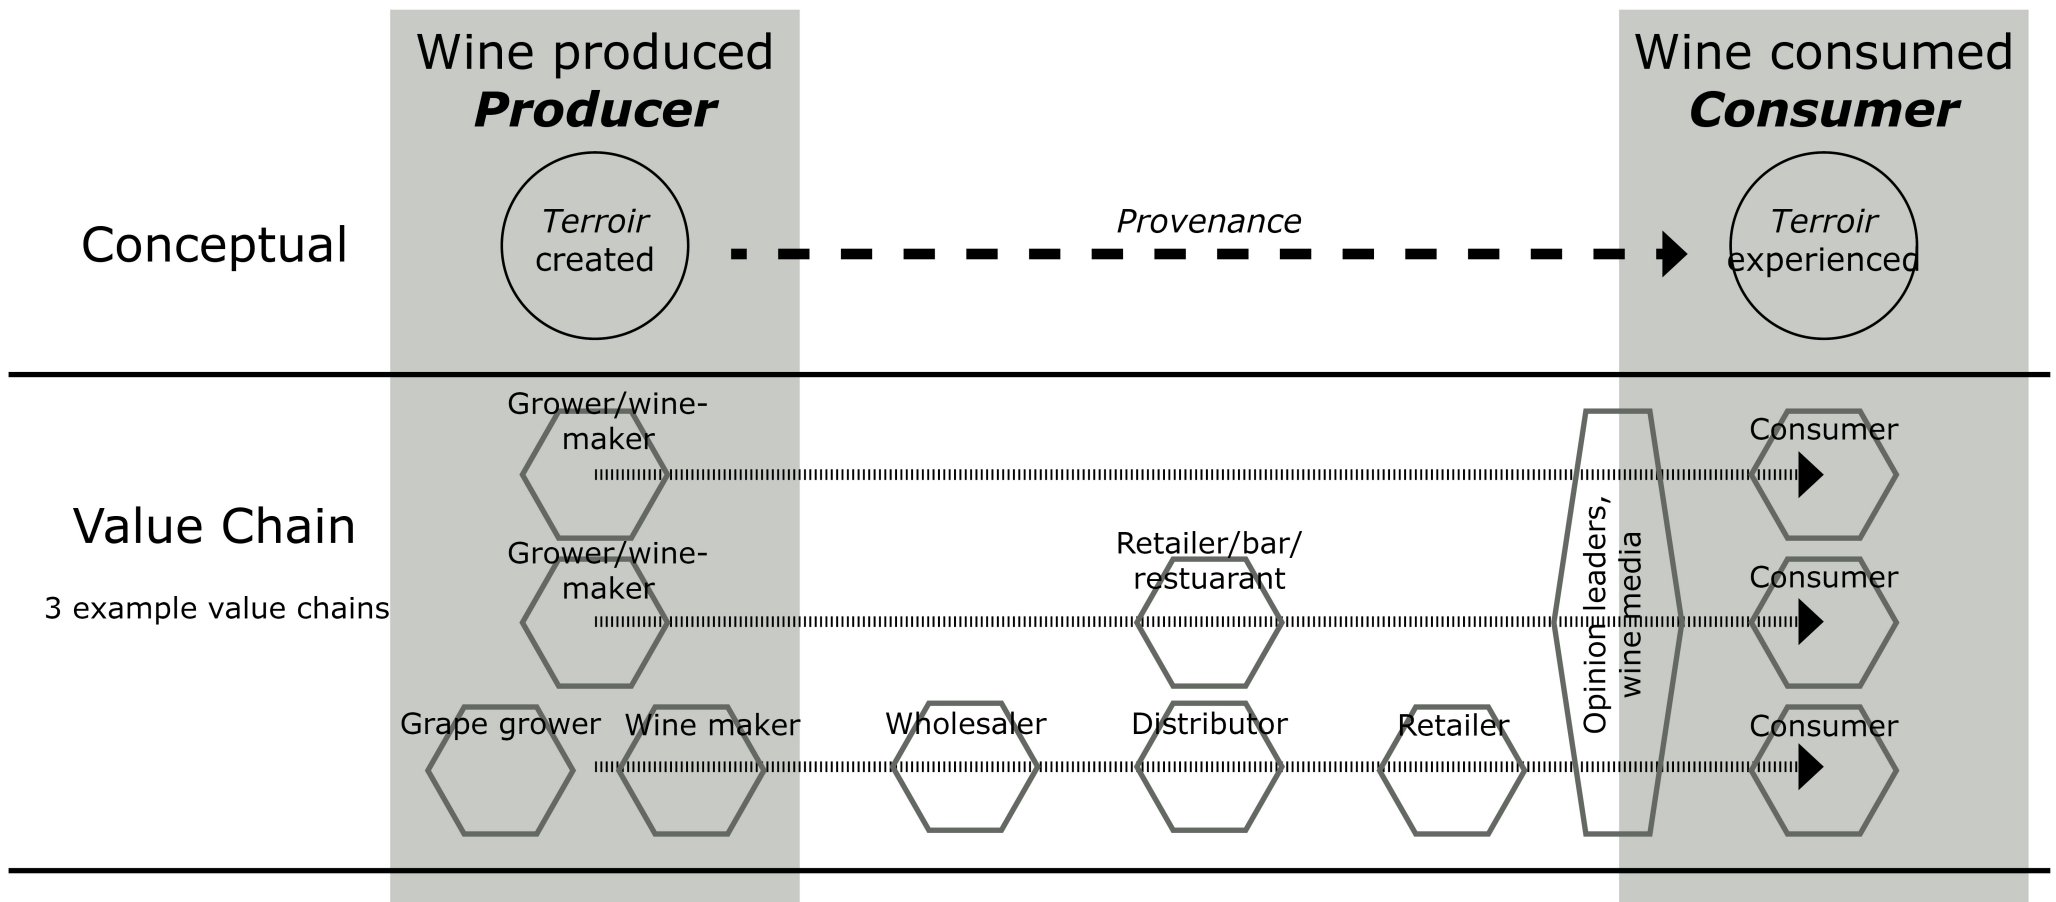 Wine produced
Producer
Wine consumed
Consumer
Conceptual
Terroir
created
Provenance
Terroir
experienced
Value Chain
3 example value chains
Grower/wine-
maker
Consumer
Grower/wine-
maker
Retailer/bar/
restuarant
Opinion leaders,
wine media
Consumer
Grape grower
Wine maker
Wholesaler
Distributor
Retailer
Consumer